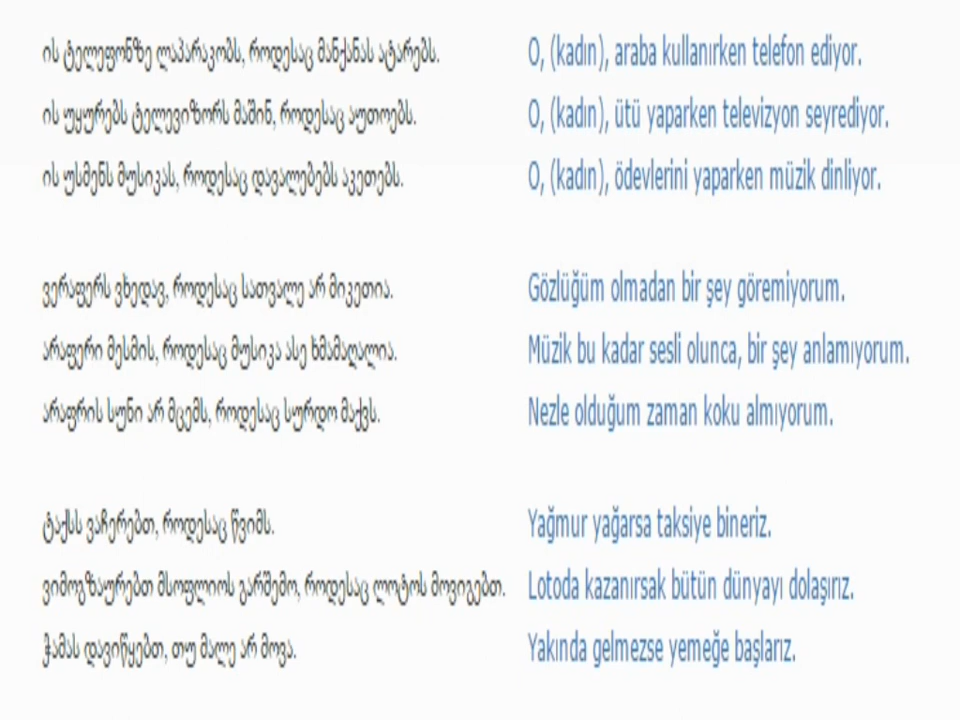 ის ტელეფონზე ლაპარაკობს, როდესაც მანქანას ატარებს. O, (kadın), araba kullanırken telefon ediyor.
ის უყურებს ტელევიზორს მაშინ, როდესაც აუთოებს. O, (kadın), ütü yaparken televizyon seyrediyor.
ის უსმენს მუსიკას, როდესაც დავალებებს აკეთებს. O, (kadın), ödevlerini yaparken müzik dinliyor.
ვერაფერს ვხედავ, როდესაც სათვალე არ მიკეთია. Gözlüğüm olmadan bir şey göremiyorum.
არაფერი მესმის, როდესაც მუსიკა ასე ხმამაღალია. Müzik bu kadar sesli olunca, bir şey anlamıyorum.
არაფრის სუნი არ მცემს, როდესაც სურდო მაქვს. Nezle olduğum zaman koku almıyorum.
ტაქსს ვაჩერებთ, როდესაც წვიმს. Yağmur yağarsa taksiye bineriz.
ვიმოგზაურებთ მსოფლიოს გარშემო, როდესაც ლოტოს მოვიგებთ. Lotoda kazanırsak bütün dünyayı dolaşırız.
ჭამას დავიწყებთ, თუ მალე არ მოვა. Yakında gelmezse yemeğe başlarız.